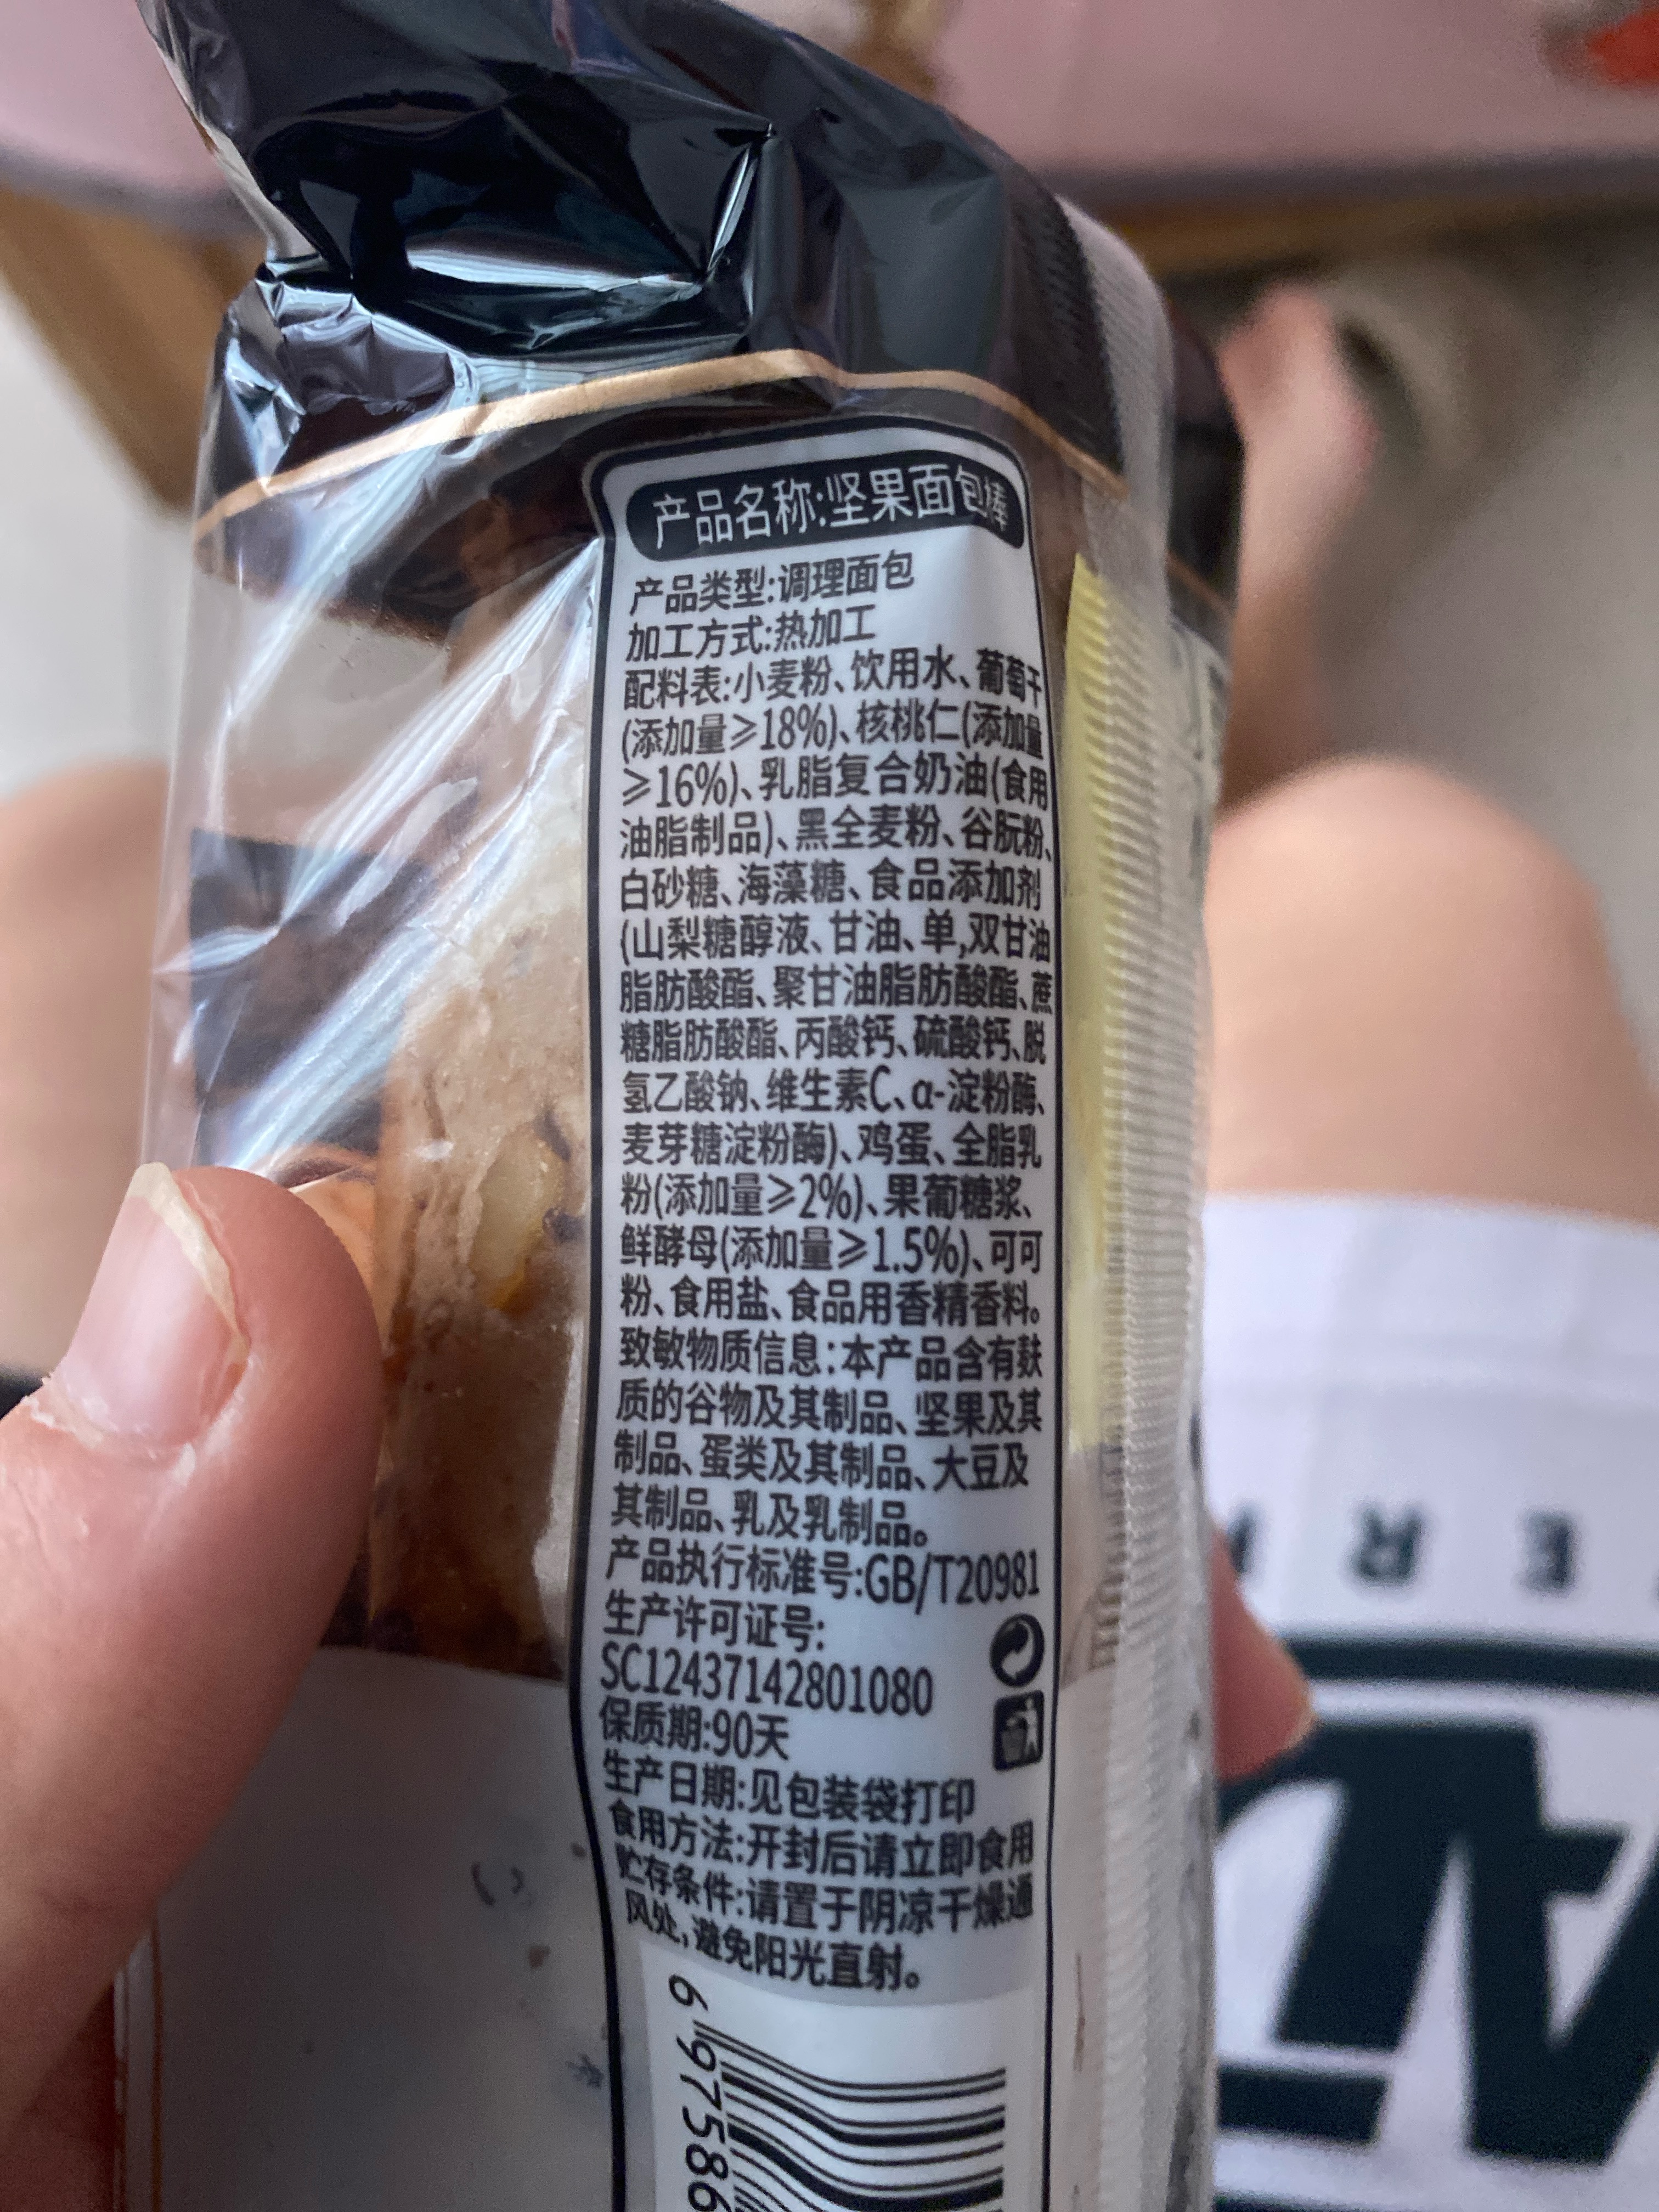 产品名称:坚果面包棒
产品类型:调理面包
加工方式:热加工
配料表:小麦粉、饮用水、葡萄干
(添加量≥18%)、核桃仁(添加量
≥16%)、乳脂复合奶油(食用
油脂制品)、黑全麦粉、谷朊粉、
白砂糖、海藻糖、食品添加剂
(山梨糖醇液、甘油、单,双甘油
脂肪酸酯、聚甘油脂肪酸酯、蔗
糖脂肪酸酯、丙酸钙、硫酸钙、脱
氢乙酸钠、维生素C、α-淀粉酶、
麦芽糖淀粉酶)、鸡蛋、全脂乳
粉(添加量≥2%)、果葡糖浆、
鲜酵母(添加量≥1.5%)、可可
粉、食用盐、食品用香精香料。
致敏物质信息:本产品含有麸
质的谷物及其制品、坚果及其
制品、蛋类及其制品、大豆及
其制品、乳及乳制品。
产品执行标准号:GB/T20981
生产许可证号:
SC12437142801080
保质期:90天
生产日期:见包装袋打印
食用方法:开封后请立即食用
贮存条件:请置于阴凉干燥通
风处,避免阳光直射。
6 97586
E R